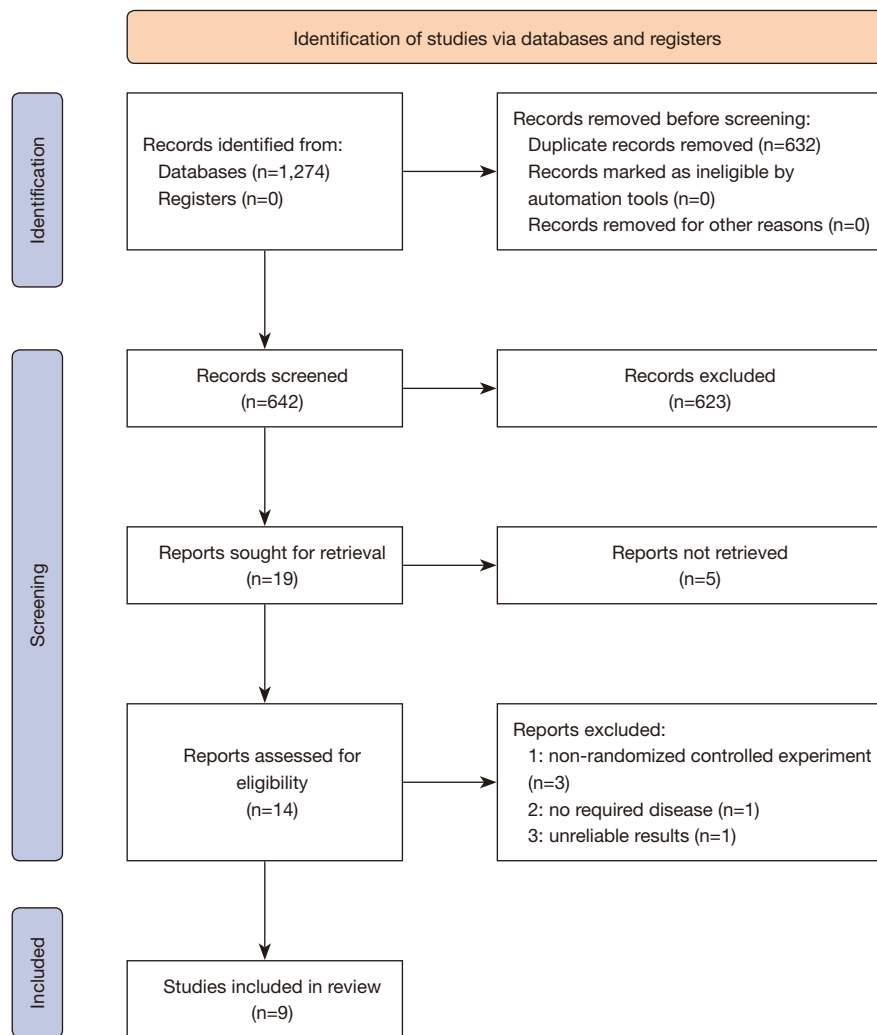 Identification of studies via databases and registers
Identification
Records identified from:
Databases (n=1,274)
Registers (n=0)
Records removed before screening:
Duplicate records removed (n=632)
Records marked as ineligible by
automation tools (n=0)
Records removed for other reasons (n=0)
Screening
Records screened
(n=642)
Records excluded
(n=623)
Reports sought for retrieval
(n=19)
Reports not retrieved
(n=5)
Reports assessed for
eligibility
(n=14)
Reports excluded:
1: non-randomized controlled experiment
(n=3)
2: no required disease (n=1)
3: unreliable results (n=1)
Included
Studies included in review
(n=9)